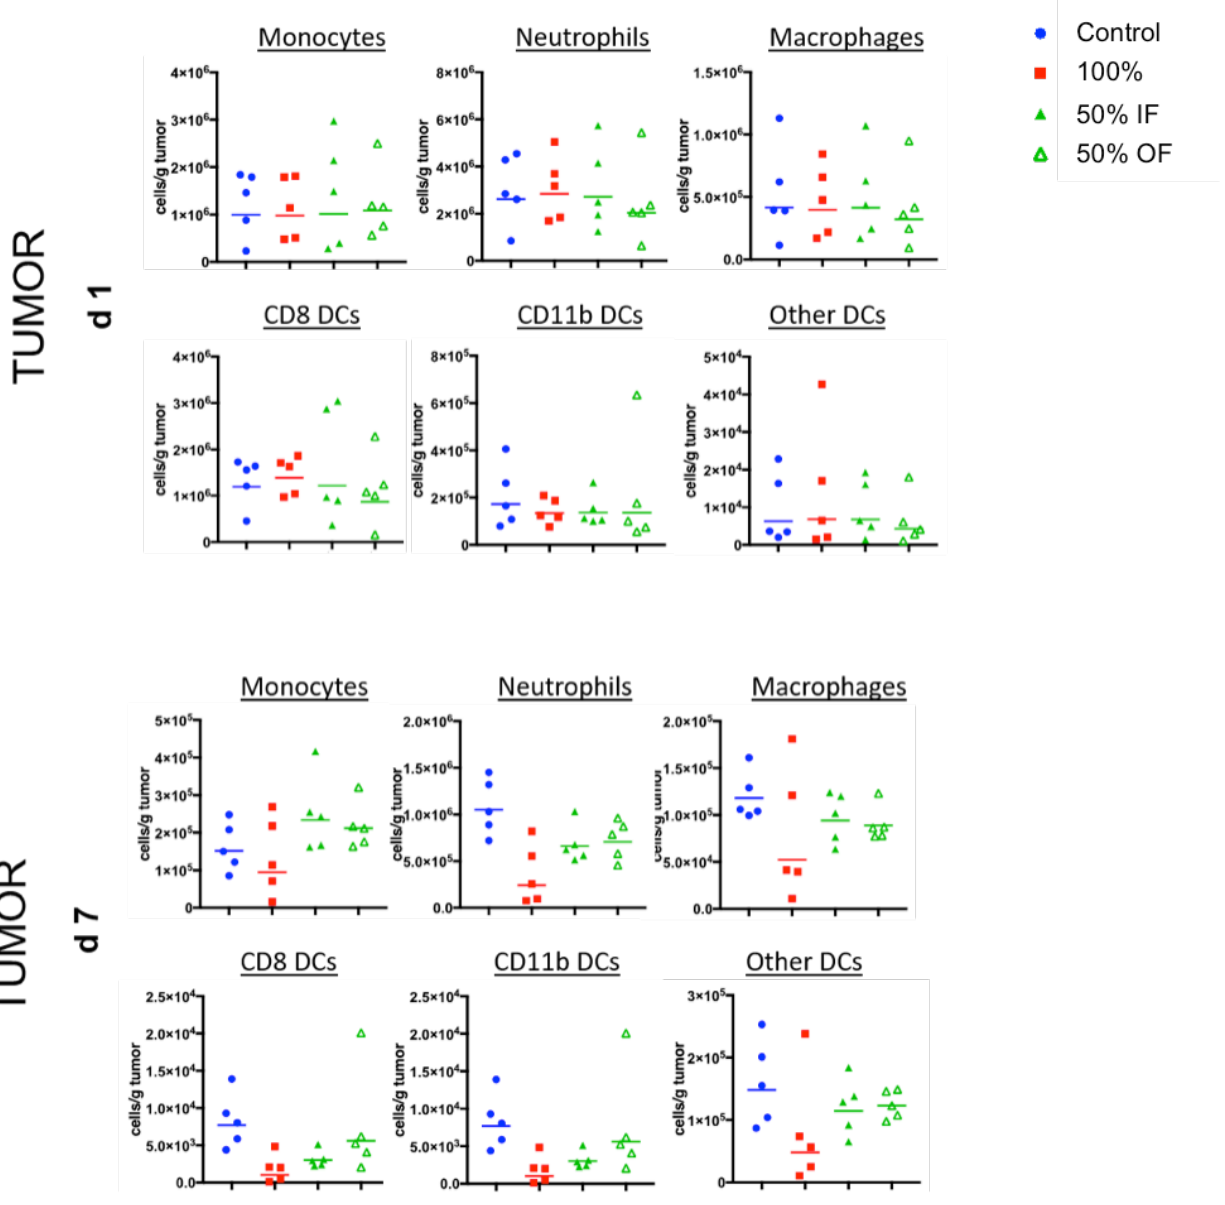 Monocytes
Neutrophils
Macrophages
Control
100%
50% IF
50% OF
TUMOR
d 1
cells/g tumor
4×10⁶
3×10⁶
2×10⁶
1×10⁶
0
cells/g tumor
8×10⁶
6×10⁶
4×10⁶
2×10⁶
0
cells/g tumor
1.5×10⁶
1.0×10⁶
5.0×10⁵
0.0
CD8 DCs
CD11b DCs
Other DCs
cells/g tumor
4×10⁶
3×10⁶
2×10⁶
1×10⁶
0
cells/g tumor
8×10⁵
6×10⁵
4×10⁵
2×10⁵
0
cells/g tumor
5×10⁴
4×10⁴
3×10⁴
2×10⁴
1×10⁴
0
TUMOR
d 7
Monocytes
Neutrophils
Macrophages
cells/g tumor
5×10⁵
4×10⁵
3×10⁵
2×10⁵
1×10⁵
0
cells/g tumor
2.0×10⁶
1.5×10⁶
1.0×10⁶
5.0×10⁵
0.0
cells/g tumor
2.0×10⁵
1.5×10⁵
1.0×10⁵
5.0×10⁴
0.0
CD8 DCs
CD11b DCs
Other DCs
cells/g tumor
2.5×10⁴
2.0×10⁴
1.5×10⁴
1.0×10⁴
5.0×10³
0.0
cells/g tumor
2.5×10⁴
2.0×10⁴
1.5×10⁴
1.0×10⁴
5.0×10³
0.0
cells/g tumor
3×10⁵
2×10⁵
1×10⁵
0